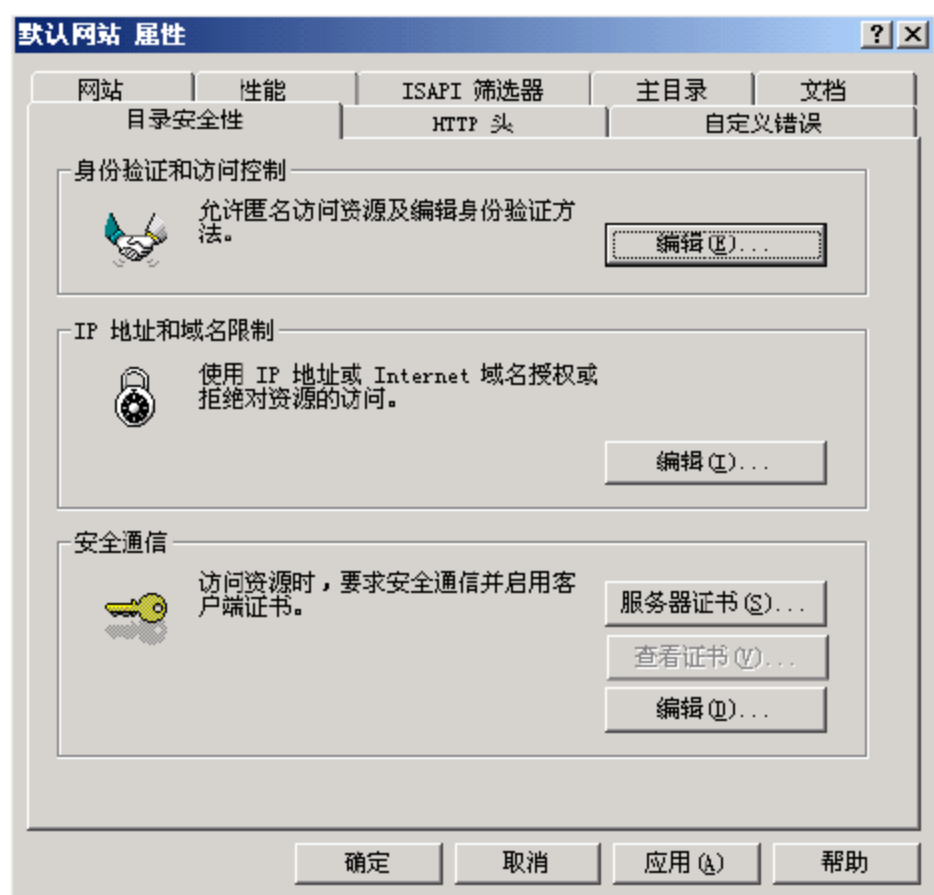 默认网站 属性
网站 性能 ISAPI 筛选器 主目录 文档
目录安全性 HTTP 头 自定义错误
身份验证和访问控制
允许匿名访问资源及编辑身份验证方
法。
编辑(E)...
IP 地址和域名限制
使用 IP 地址或 Internet 域名授权或
拒绝对资源的访问。
编辑(I)...
安全通信
访问资源时，要求安全通信并启用客
户端证书。
服务器证书(S)...
查看证书(V)...
编辑(D)...
确定 取消 应用(A) 帮助